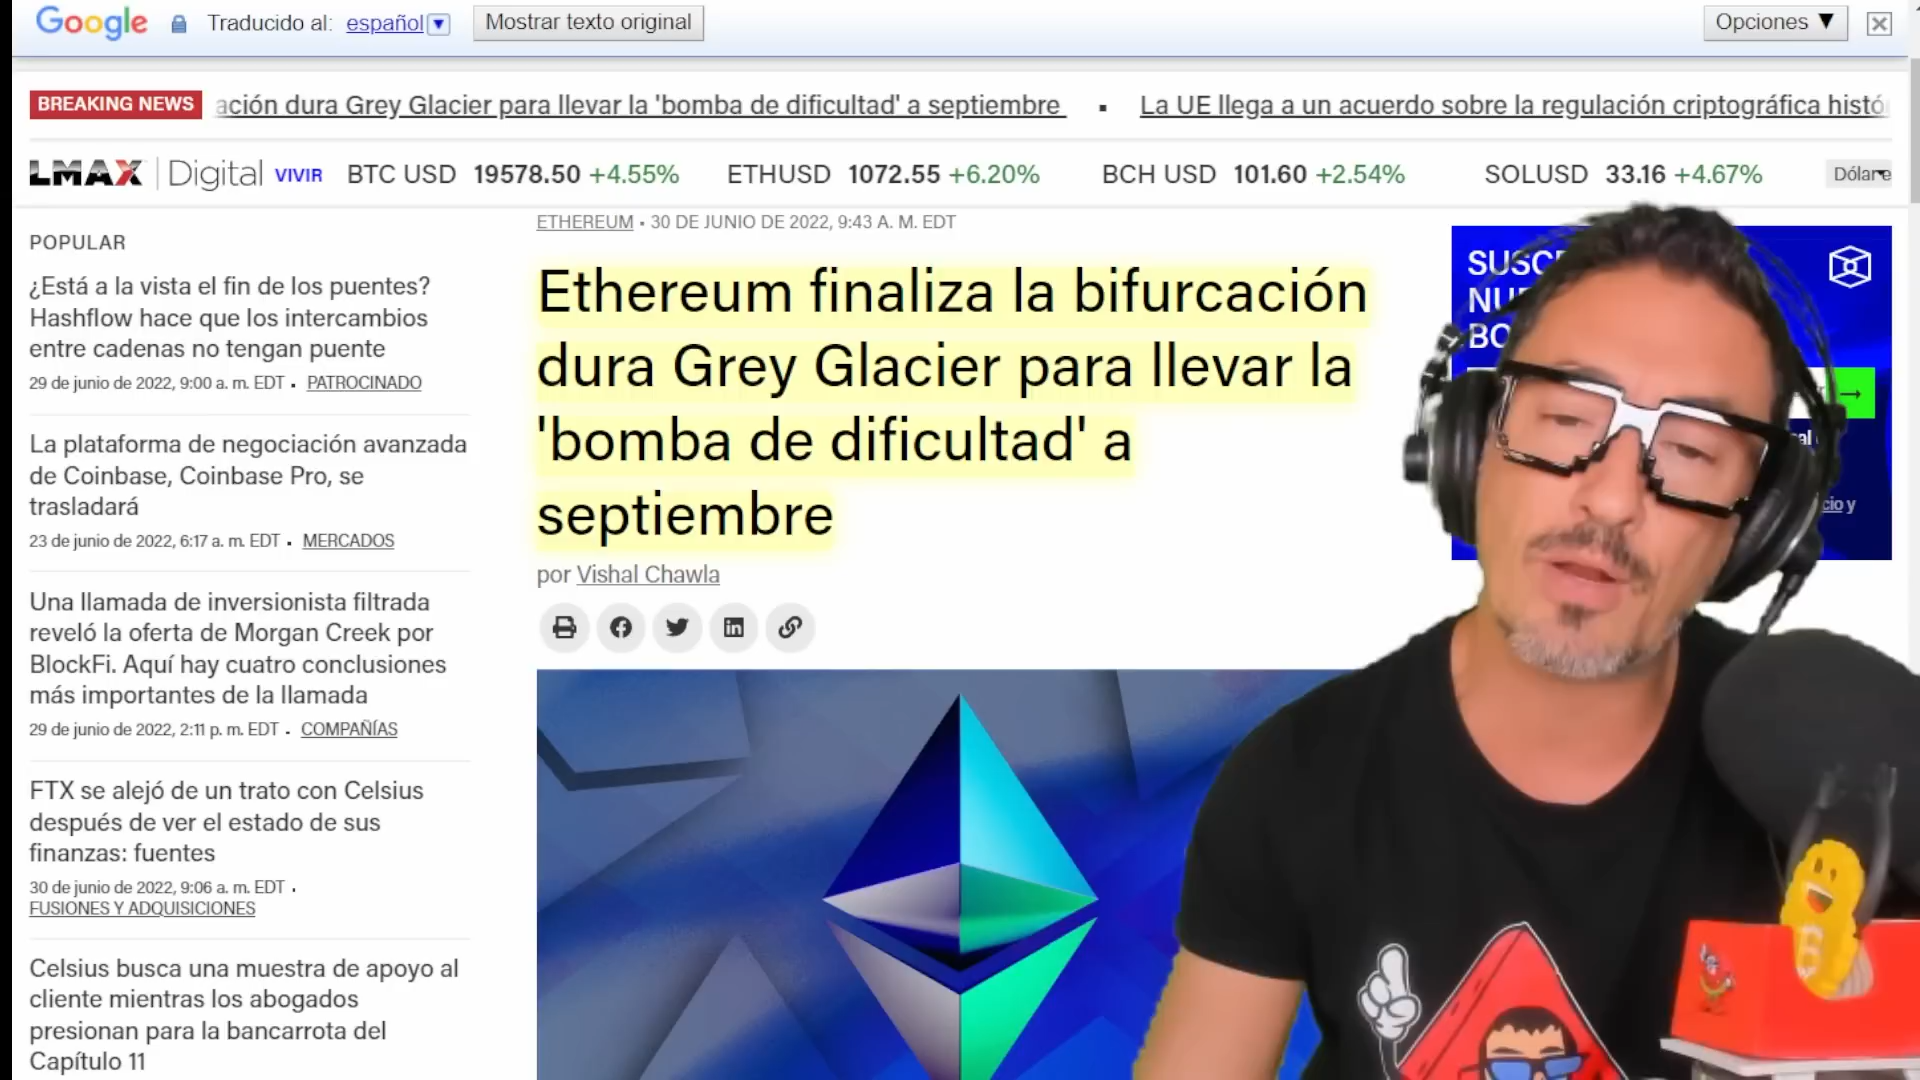 Google Traducido al: español Mostrar texto original Opciones ▼
BREAKING NEWS ación dura Grey Glacier para llevar la 'bomba de dificultad' a septiembre ▪ La UE llega a un acuerdo sobre la regulación criptográfica histó
LMAX Digital VIVIR BTC USD 19578.50 +4.55% ETHUSD 1072.55 +6.20% BCH USD 101.60 +2.54% SOLUSD 33.16 +4.67%
POPULAR
¿Está a la vista el fin de los puentes?
Hashflow hace que los intercambios
entre cadenas no tengan puente
29 de junio de 2022, 9:00 a. m. EDT • PATROCINADO
La plataforma de negociación avanzada
de Coinbase, Coinbase Pro, se
trasladará
23 de junio de 2022, 6:17 a. m. EDT • MERCADOS
Una llamada de inversionista filtrada
reveló la oferta de Morgan Creek por
BlockFi. Aquí hay cuatro conclusiones
más importantes de la llamada
29 de junio de 2022, 2:11 p. m. EDT • COMPAÑÍAS
FTX se alejó de un trato con Celsius
después de ver el estado de sus
finanzas: fuentes
30 de junio de 2022, 9:06 a. m. EDT •
FUSIONES Y ADQUISICIONES
Celsius busca una muestra de apoyo al
cliente mientras los abogados
presionan para la bancarrota del
Capítulo 11
ETHEREUM • 30 DE JUNIO DE 2022, 9:43 A. M. EDT
Ethereum finaliza la bifurcación
dura Grey Glacier para llevar la
'bomba de dificultad' a
septiembre
por Vishal Chawla
SUSC
NU
BO
cio y